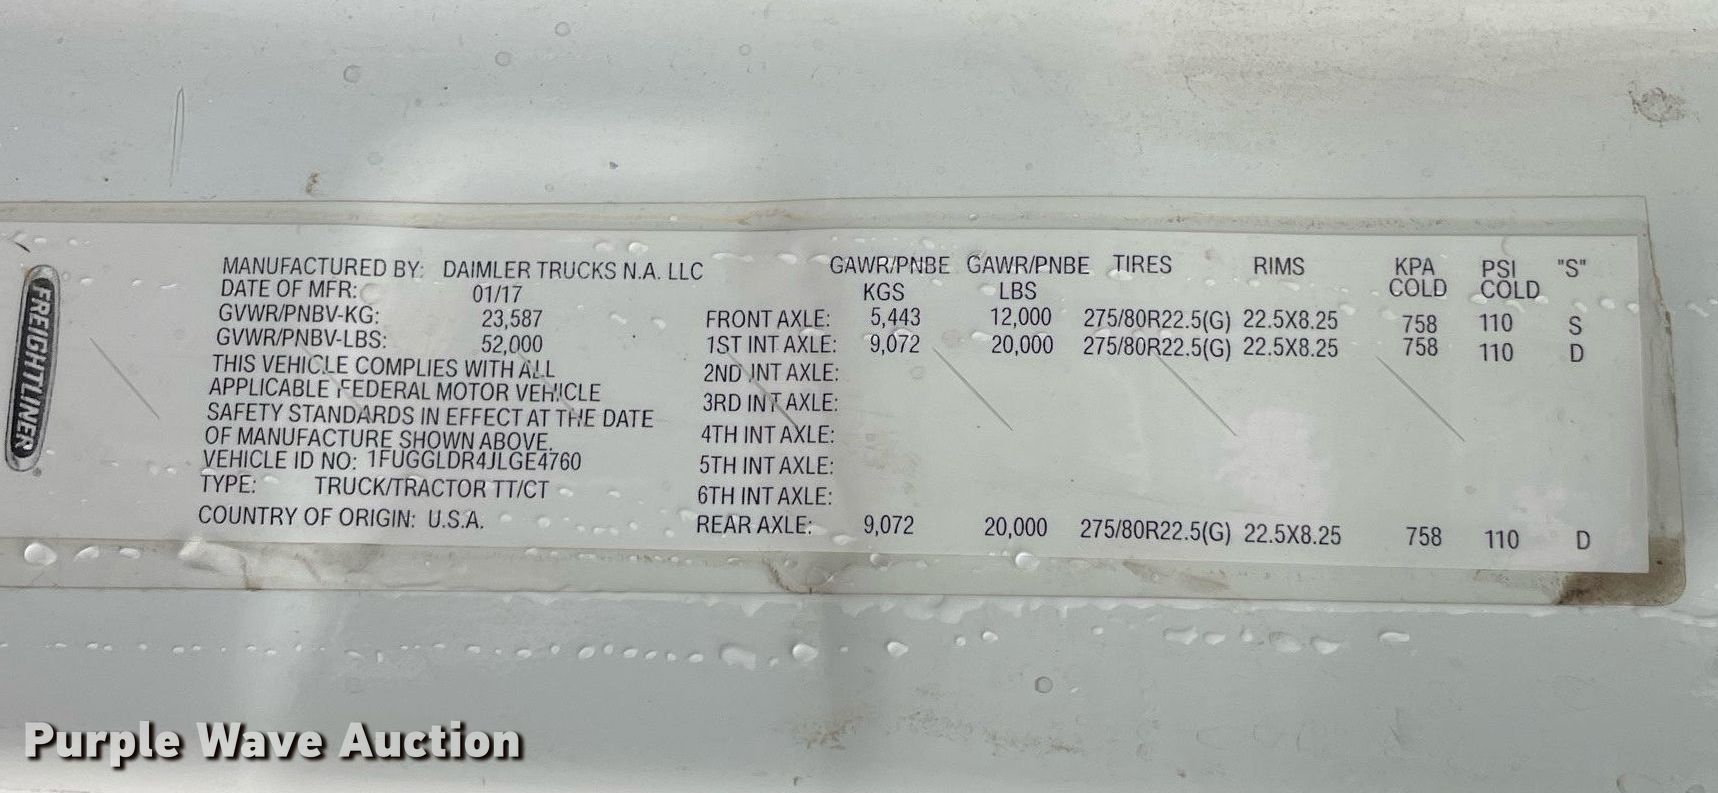 FREIGHTLINER
MANUFACTURED BY: DAIMLER TRUCKS N.A. LLC
DATE OF MFR: 01/17
GVWR/PNBV-KG: 23,587
GVWR/PNBV-LBS: 52,000
THIS VEHICLE COMPLIES WITH ALL
APPLICABLE FEDERAL MOTOR VEHICLE
SAFETY STANDARDS IN EFFECT AT THE DATE
OF MANUFACTURE SHOWN ABOVE.
VEHICLE ID NO: 1FUGGLDR4JLGE4760
TYPE: TRUCK/TRACTOR TT/CT
COUNTRY OF ORIGIN: U.S.A.
GAWR/PNBE GAWR/PNBE TIRES RIMS KPA PSI "S"
KGS LBS COLD COLD
FRONT AXLE: 5,443 12,000 275/80R22.5(G) 22.5X8.25 758 110 S
1ST INT AXLE: 9,072 20,000 275/80R22.5(G) 22.5X8.25 758 110 D
2ND INT AXLE:
3RD INT AXLE:
4TH INT AXLE:
5TH INT AXLE:
6TH INT AXLE:
REAR AXLE: 9,072 20,000 275/80R22.5(G) 22.5X8.25 758 110 D
Purple Wave Auction